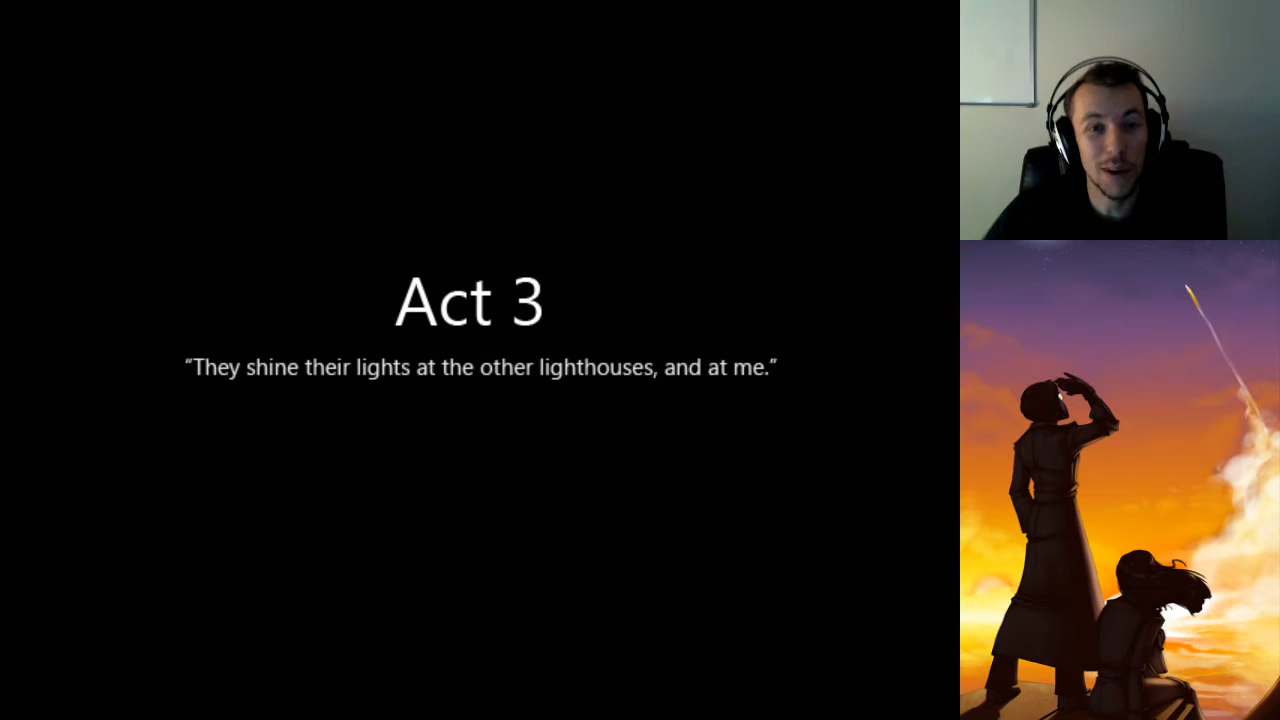 Act 3
“They shine their lights at the other lighthouses, and at me.”